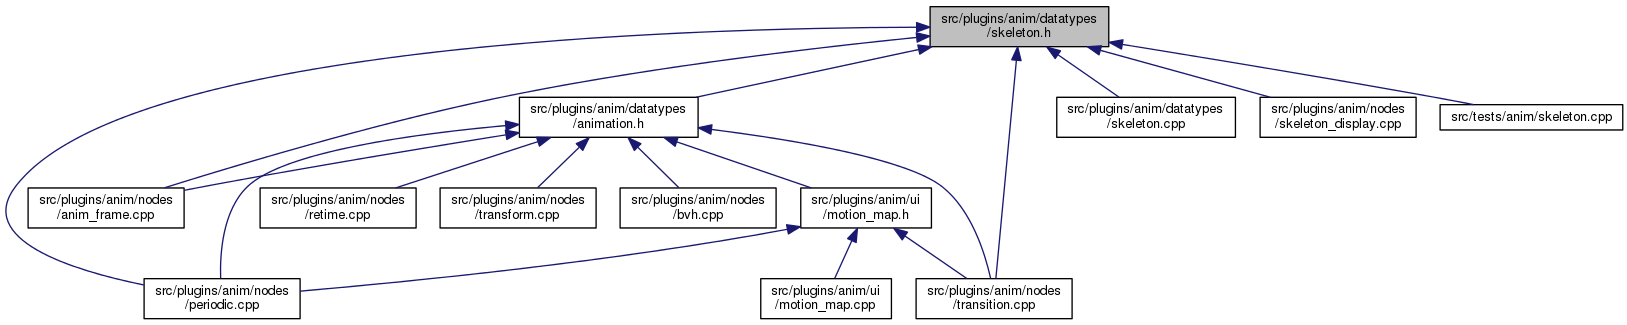 src/plugins/anim/datatypes
/skeleton.h
src/plugins/anim/datatypes
/animation.h
src/plugins/anim/datatypes
/skeleton.cpp
src/plugins/anim/nodes
/skeleton_display.cpp
src/tests/anim/skeleton.cpp
src/plugins/anim/nodes
/anim_frame.cpp
src/plugins/anim/nodes
/retime.cpp
src/plugins/anim/nodes
/transform.cpp
src/plugins/anim/nodes
/bvh.cpp
src/plugins/anim/ui
/motion_map.h
src/plugins/anim/nodes
/periodic.cpp
src/plugins/anim/ui
/motion_map.cpp
src/plugins/anim/nodes
/transition.cpp